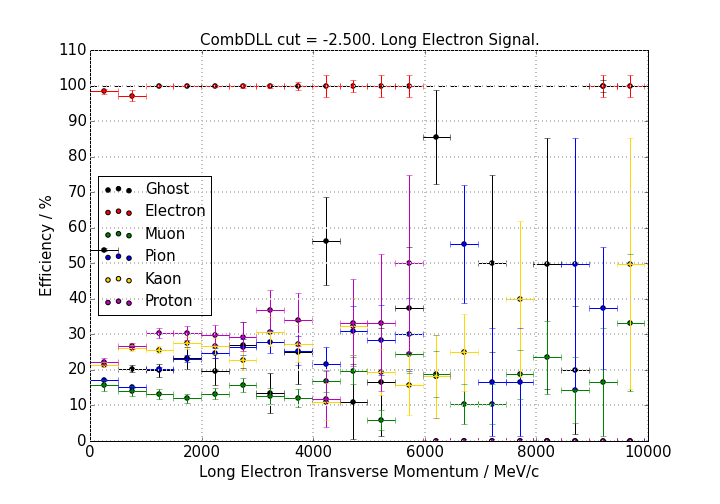 CombDLL cut = -2.500. Long Electron Signal.
110
100
90
80
70
60
50
40
30
20
10
0
Efficiency / %
Ghost
Electron
Muon
Pion
Kaon
Proton
0 2000 4000 6000 8000 10000
Long Electron Transverse Momentum / MeV/c